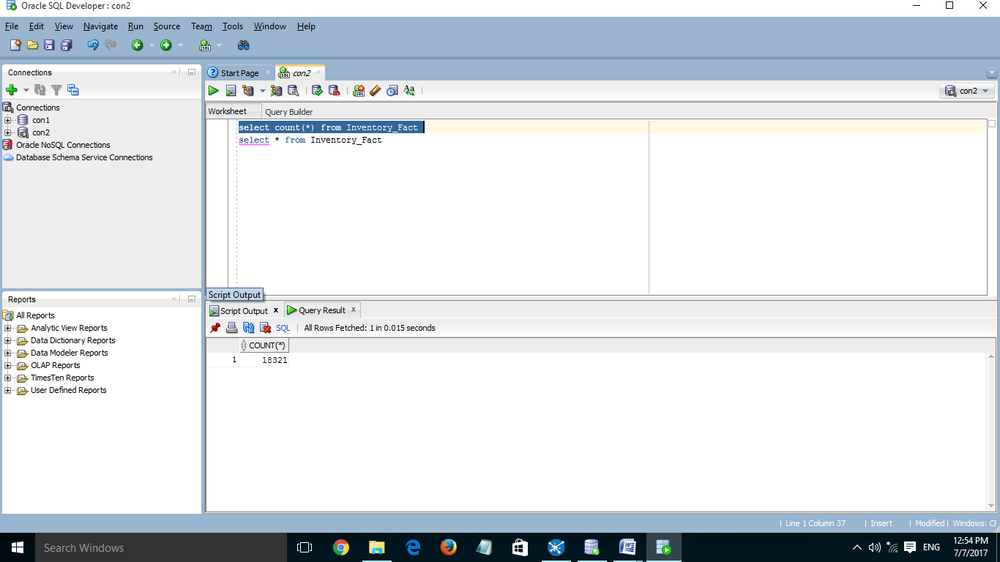 Oracle SQL Developer : con2
File Edit View Navigate Run Source Team Tools Window Help
Connections
Connections
con1
con2
Oracle NoSQL Connections
Database Schema Service Connections
Reports
All Reports
Analytic View Reports
Data Dictionary Reports
Data Modeler Reports
OLAP Reports
TimesTen Reports
User Defined Reports
Start Page con2
con2
Worksheet Query Builder
select count(*) from Inventory_Fact
select * from Inventory_Fact
Script Output
Script Output x Query Result x
SQL All Rows Fetched: 1 in 0.015 seconds
COUNT(*)
1 18321
Line 1 Column 37 Insert Modified Windows: CF
Search Windows
ENG
12:54 PM
7/7/2017